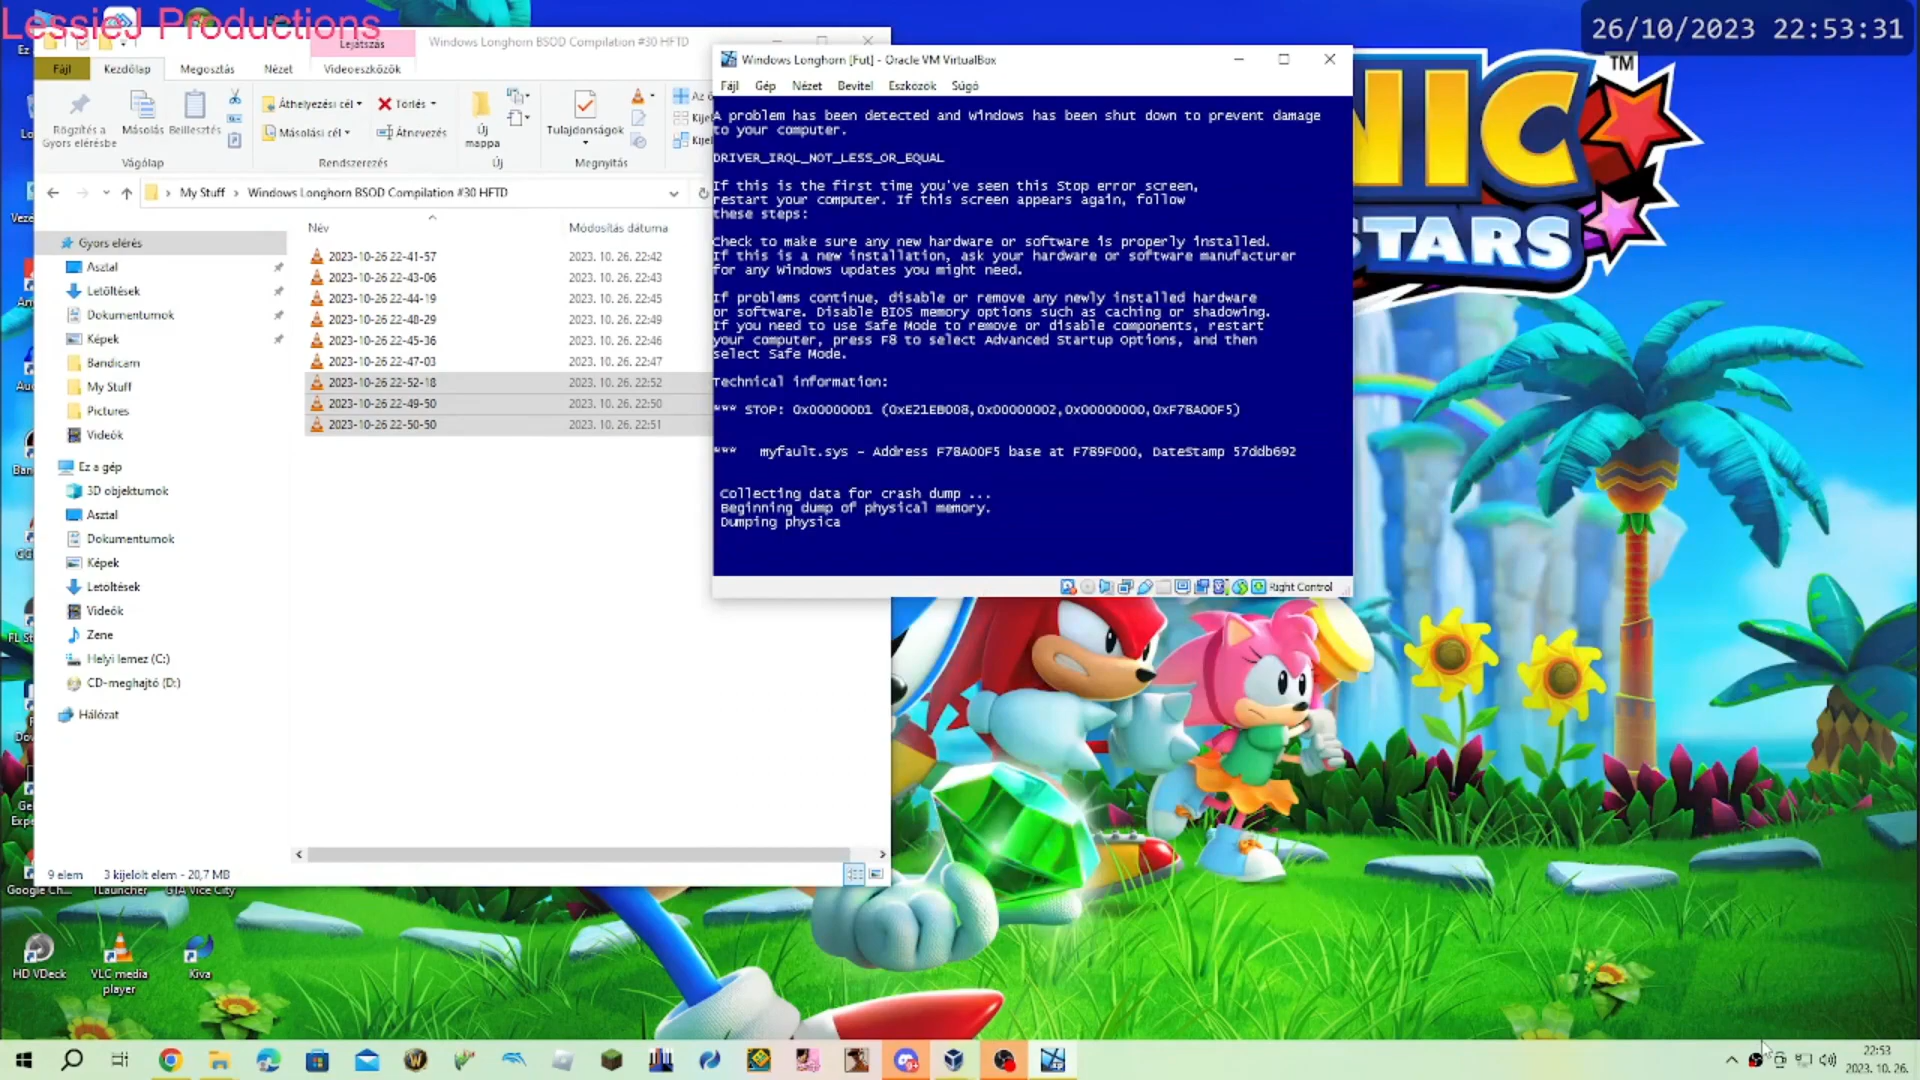 LessieJ Productions
26/10/2023 22:53:31
Lejátszás
Windows Longhorn BSOD Compilation #30 HFTD
Fájl
Kezdőlap
Megosztás
Nézet
Videoeszközök
Rögzítés a
Gyors elérésbe
Másolás
Beillesztés
Áthelyezési cél
Másolási cél
Törlés
Átnevezés
Új
mappa
Tulajdonságok
Vágólap
Rendszerezés
Új
Megnyitás
My Stuff
Windows Longhorn BSOD Compilation #30 HFTD
Név
Módosítás dátuma
Gyors elérés
Asztal
Letöltések
Dokumentumok
Képek
Bandicam
My Stuff
Pictures
Videók
Ez a gép
3D objektumok
Asztal
Dokumentumok
Képek
Letöltések
Videók
Zene
Helyi lemez (C:)
CD-meghajtó (D:)
Hálózat
2023-10-26 22-41-57 2023. 10. 26. 22:42
2023-10-26 22-43-06 2023. 10. 26. 22:43
2023-10-26 22-44-19 2023. 10. 26. 22:45
2023-10-26 22-48-29 2023. 10. 26. 22:49
2023-10-26 22-45-36 2023. 10. 26. 22:46
2023-10-26 22-47-03 2023. 10. 26. 22:47
2023-10-26 22-52-18 2023. 10. 26. 22:52
2023-10-26 22-49-50 2023. 10. 26. 22:50
2023-10-26 22-50-50 2023. 10. 26. 22:51
9 elem 3 kijelölt elem - 20,7 MB
Windows Longhorn [Fut] - Oracle VM VirtualBox
Fájl Gép Nézet Bevitel Eszközök Súgó
A problem has been detected and Windows has been shut down to prevent damage
to your computer.
DRIVER_IRQL_NOT_LESS_OR_EQUAL
If this is the first time you've seen this Stop error screen,
restart your computer. If this screen appears again, follow
these steps:
Check to make sure any new hardware or software is properly installed.
If this is a new installation, ask your hardware or software manufacturer
for any Windows updates you might need.
If problems continue, disable or remove any newly installed hardware
or software. Disable BIOS memory options such as caching or shadowing.
If you need to use Safe Mode to remove or disable components, restart
your computer, press F8 to select Advanced Startup Options, and then
select Safe Mode.
Technical information:
*** STOP: 0x000000D1 (0xE21EB008,0x00000002,0x00000000,0xF78A00F5)
*** myfault.sys - Address F78A00F5 base at F789F000, DateStamp 57ddb692
Collecting data for crash dump ...
Beginning dump of physical memory.
Dumping physica
Right Control
NIC
TM
STARS
Google Ch...
TLauncher
GTA Vice City
HD VDeck
VLC media
player
Kiva
22:53
2023. 10. 26.